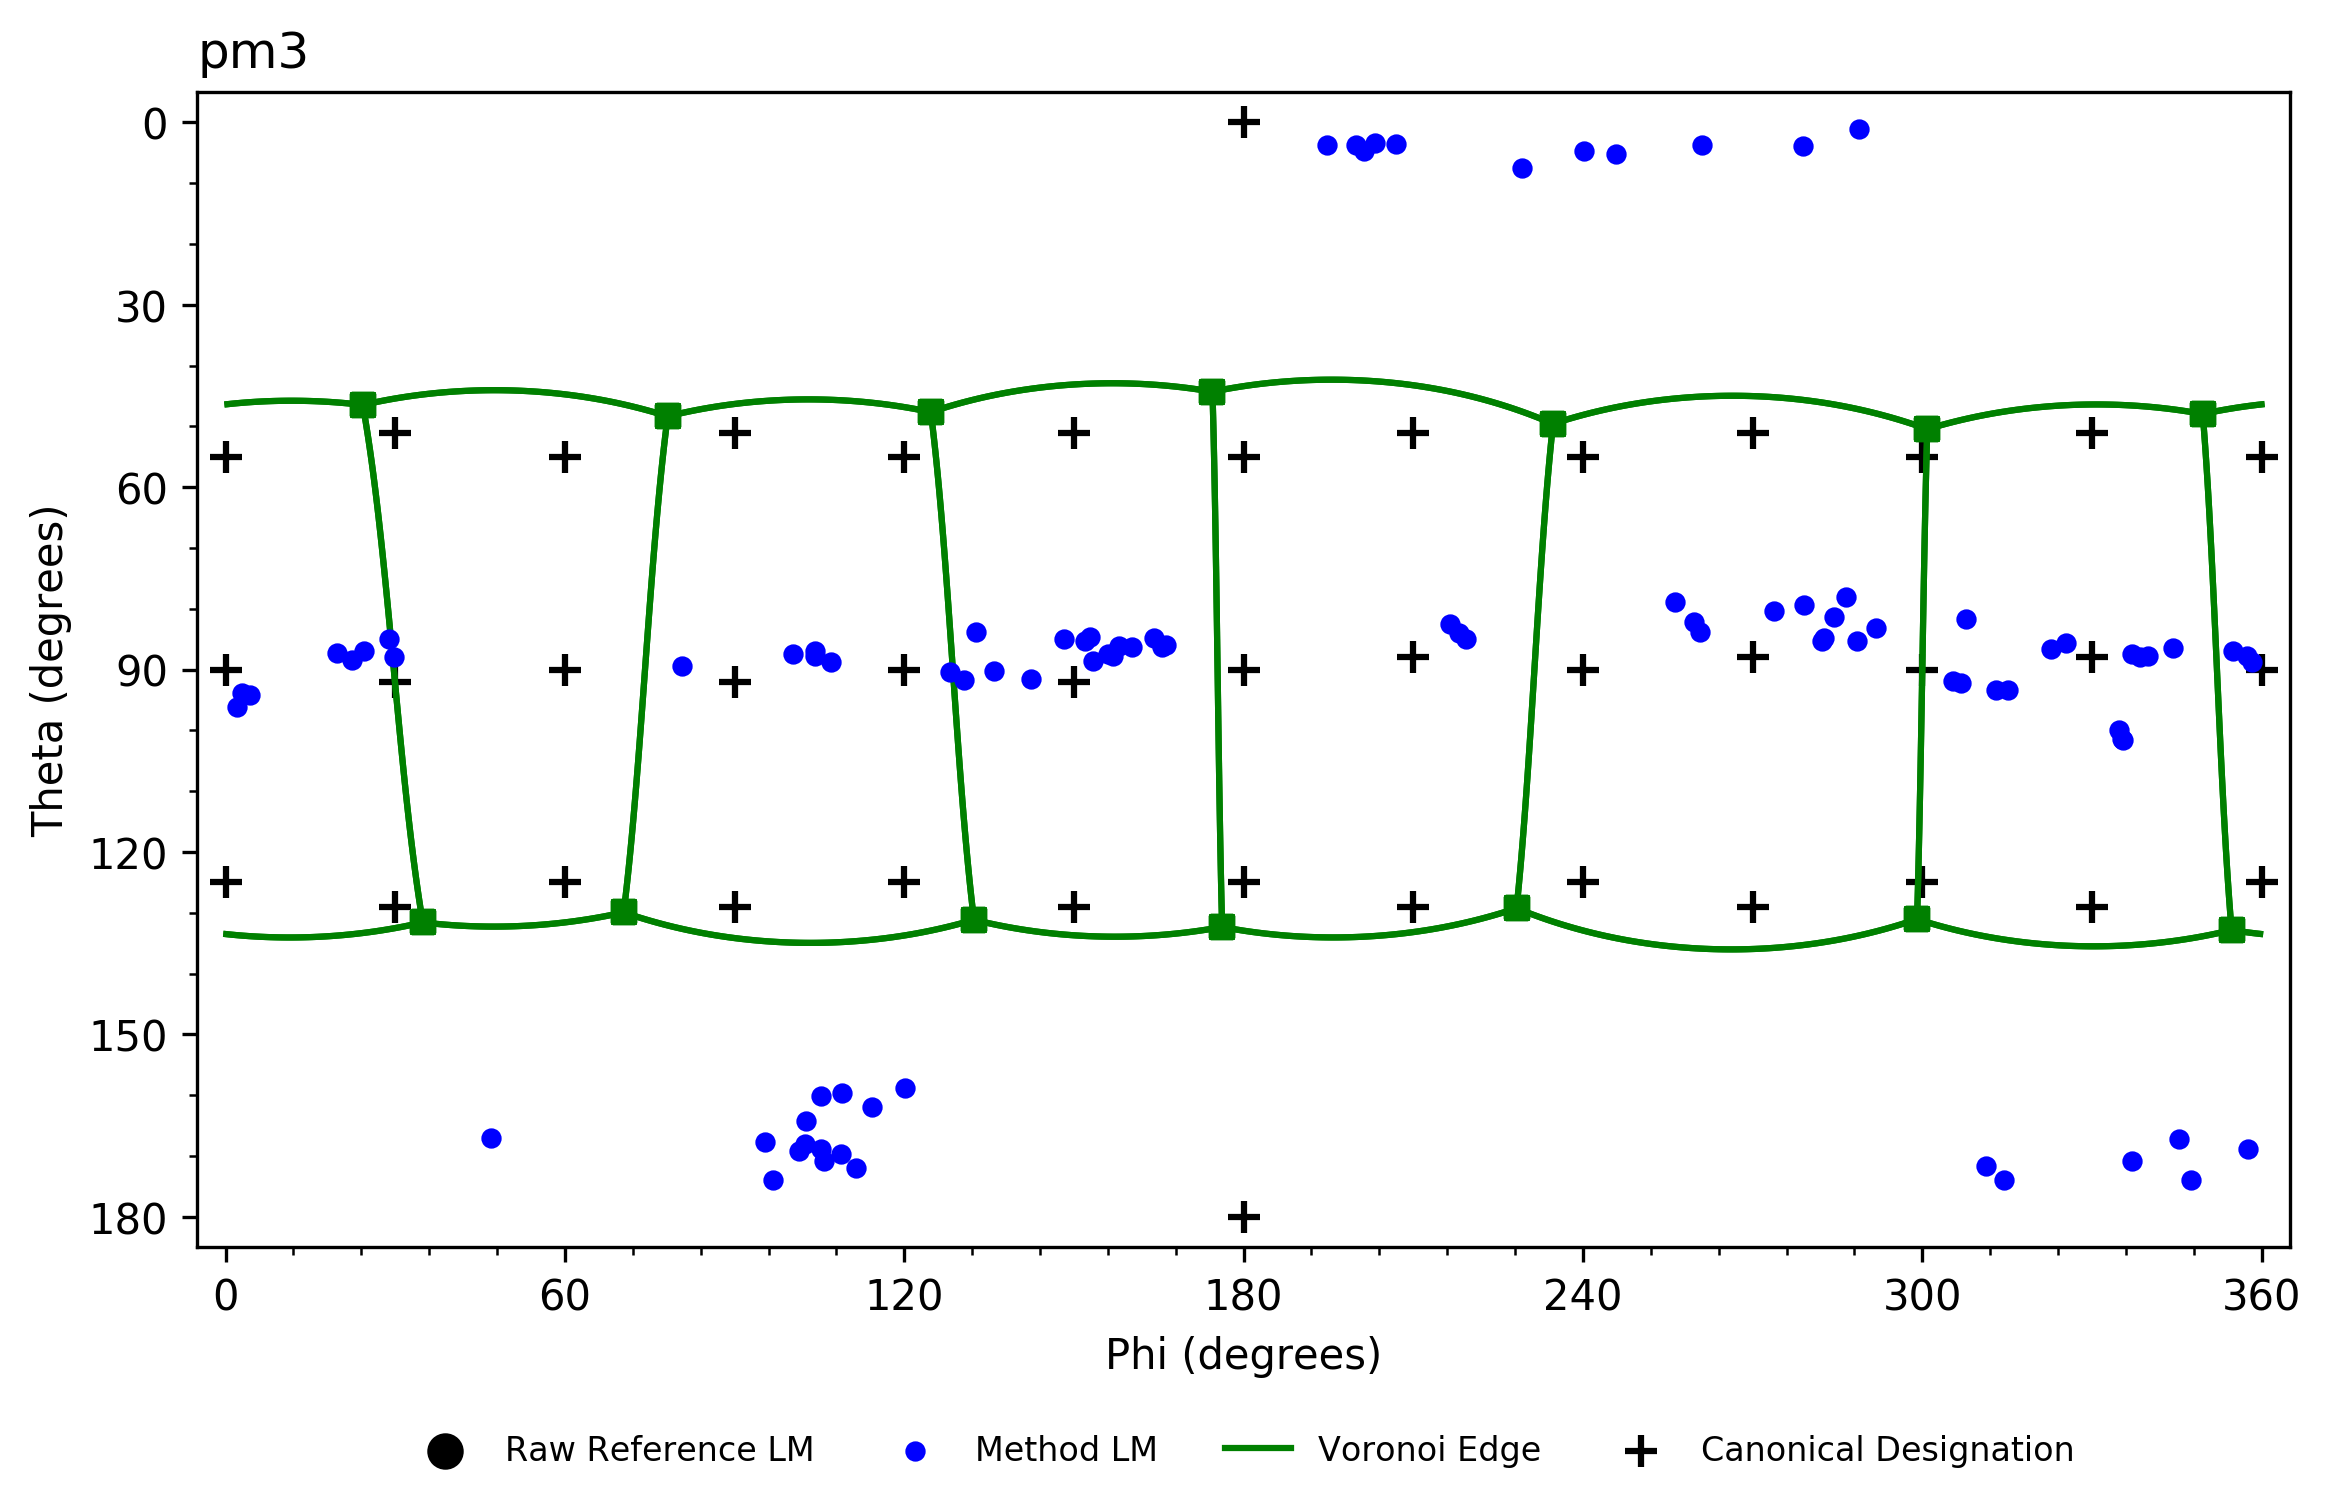 pm3
0
30
60
90
120
150
180
Theta (degrees)
0 60 120 180 240 300 360
Phi (degrees)
Raw Reference LM Method LM Voronoi Edge Canonical Designation